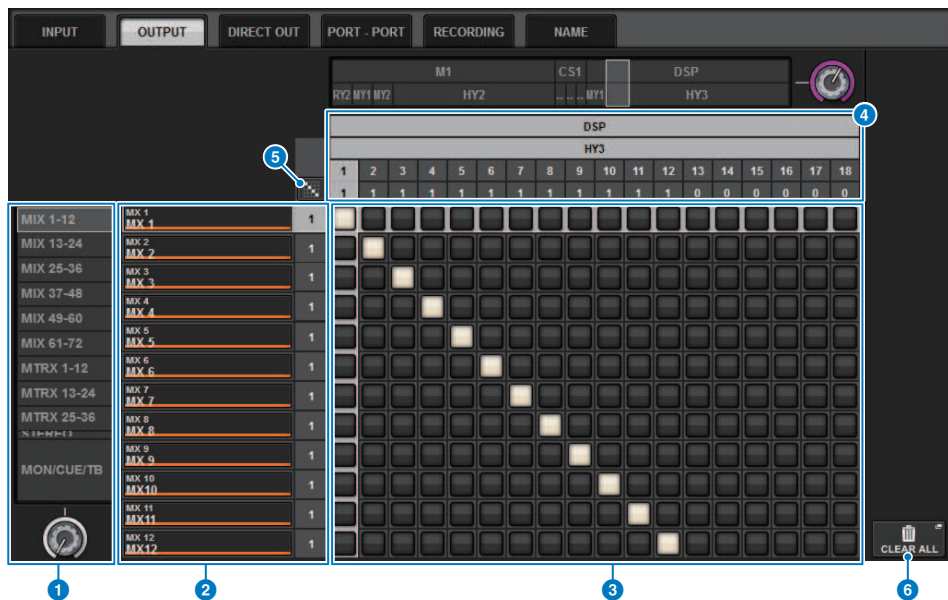 INPUT OUTPUT DIRECT OUT PORT - PORT RECORDING NAME
M1 CS1 DSP
RY2 MY1 MY2 HY2 .. .. .. MY1 HY3
4
DSP
HY3
5
1 2 3 4 5 6 7 8 9 10 11 12 13 14 15 16 17 18
1 1 1 1 1 1 1 1 1 1 1 1 0 0 0 0 0 0
MIX 1-12
MIX 13-24
MIX 25-36
MIX 37-48
MIX 49-60
MIX 61-72
MTRX 1-12
MTRX 13-24
MTRX 25-36
STEREO
MON/CUE/TB
MX 1
MX 1 1
MX 2
MX 2 1
MX 3
MX 3 1
MX 4
MX 4 1
MX 5
MX 5 1
MX 6
MX 6 1
MX 7
MX 7 1
MX 8
MX 8 1
MX 9
MX 9 1
MX 10
MX10 1
MX 11
MX11 1
MX 12
MX12 1
CLEAR ALL
1 2 3 6